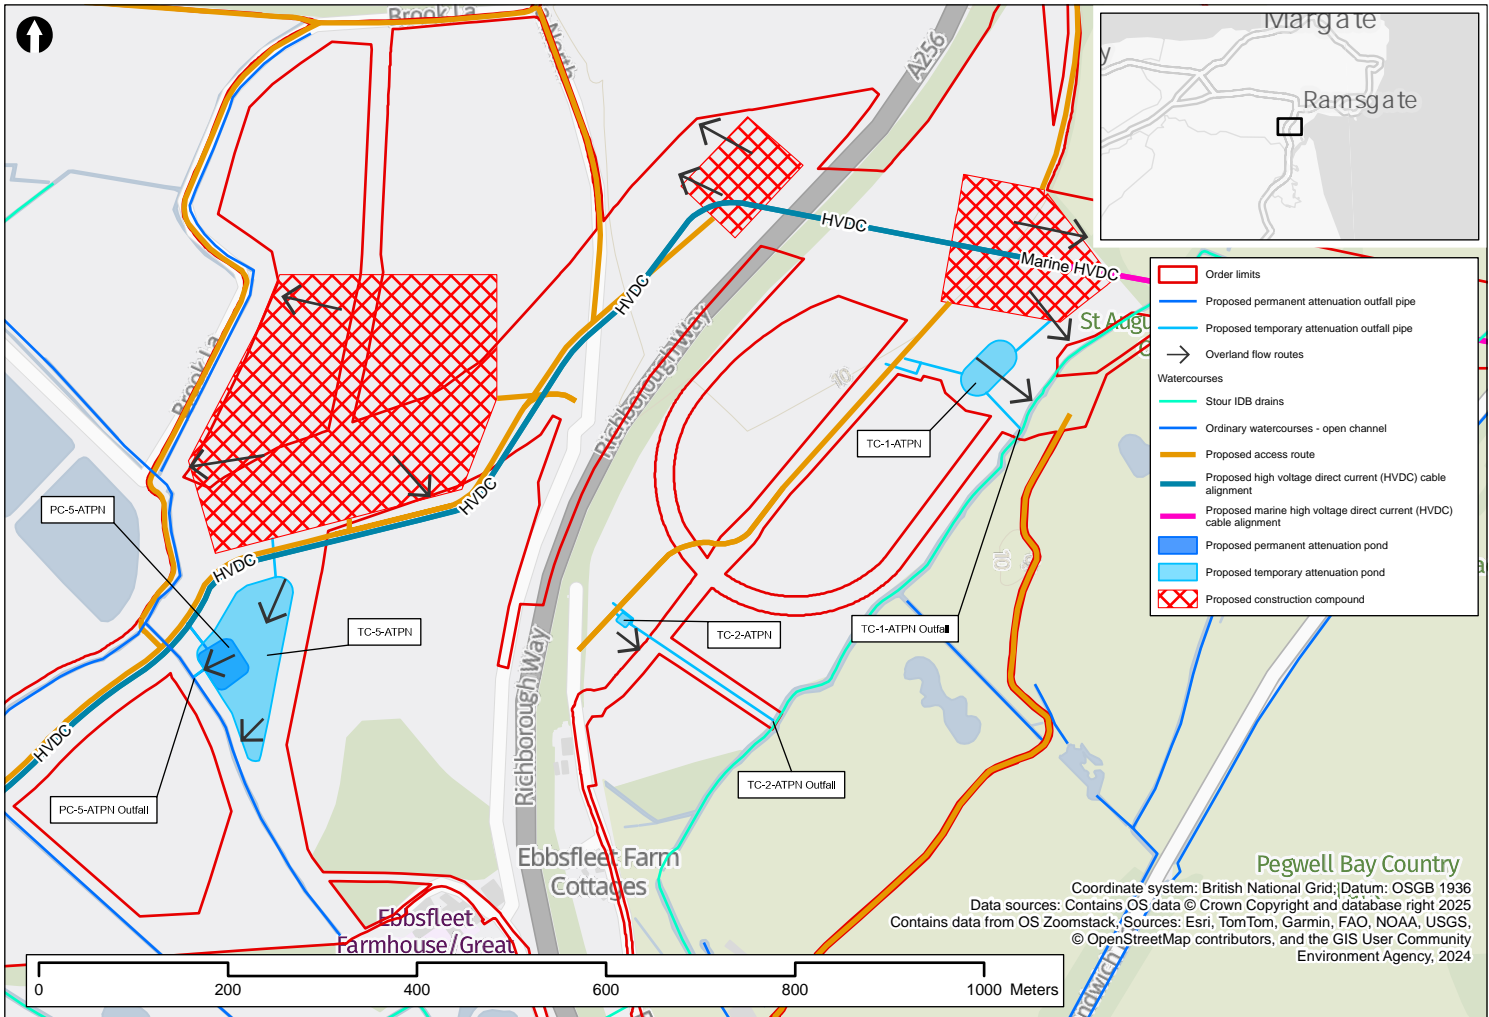 Brook La
North
A256
Margate
Ramsgate
HVDC
Marine HVDC
HVDC
St Augu
Brook La
Richborough Way
10
TC-1-ATPN
HVDC
PC-5-ATPN
HVDC
10
TC-5-ATPN
TC-2-ATPN
TC-1-ATPN Outfall
Richborough Way
HVDC
PC-5-ATPN Outfall
TC-2-ATPN Outfall
Ebbsfleet Farm
Cottages
Ebbsfleet
Farmhouse/Great
Order limits
Proposed permanent attenuation outfall pipe
Proposed temporary attenuation outfall pipe
Overland flow routes
Watercourses
Stour IDB drains
Ordinary watercourses - open channel
Proposed access route
Proposed high voltage direct current (HVDC) cable
alignment
Proposed marine high voltage direct current (HVDC)
cable alignment
Proposed permanent attenuation pond
Proposed temporary attenuation pond
Proposed construction compound
Pegwell Bay Country
Coordinate system: British National Grid; Datum: OSGB 1936
Data sources: Contains OS data © Crown Copyright and database right 2025
Contains data from OS Zoomstack, Sources: Esri, TomTom, Garmin, FAO, NOAA, USGS,
© OpenStreetMap contributors, and the GIS User Community
Environment Agency, 2024
ndwich
0 200 400 600 800 1000 Meters